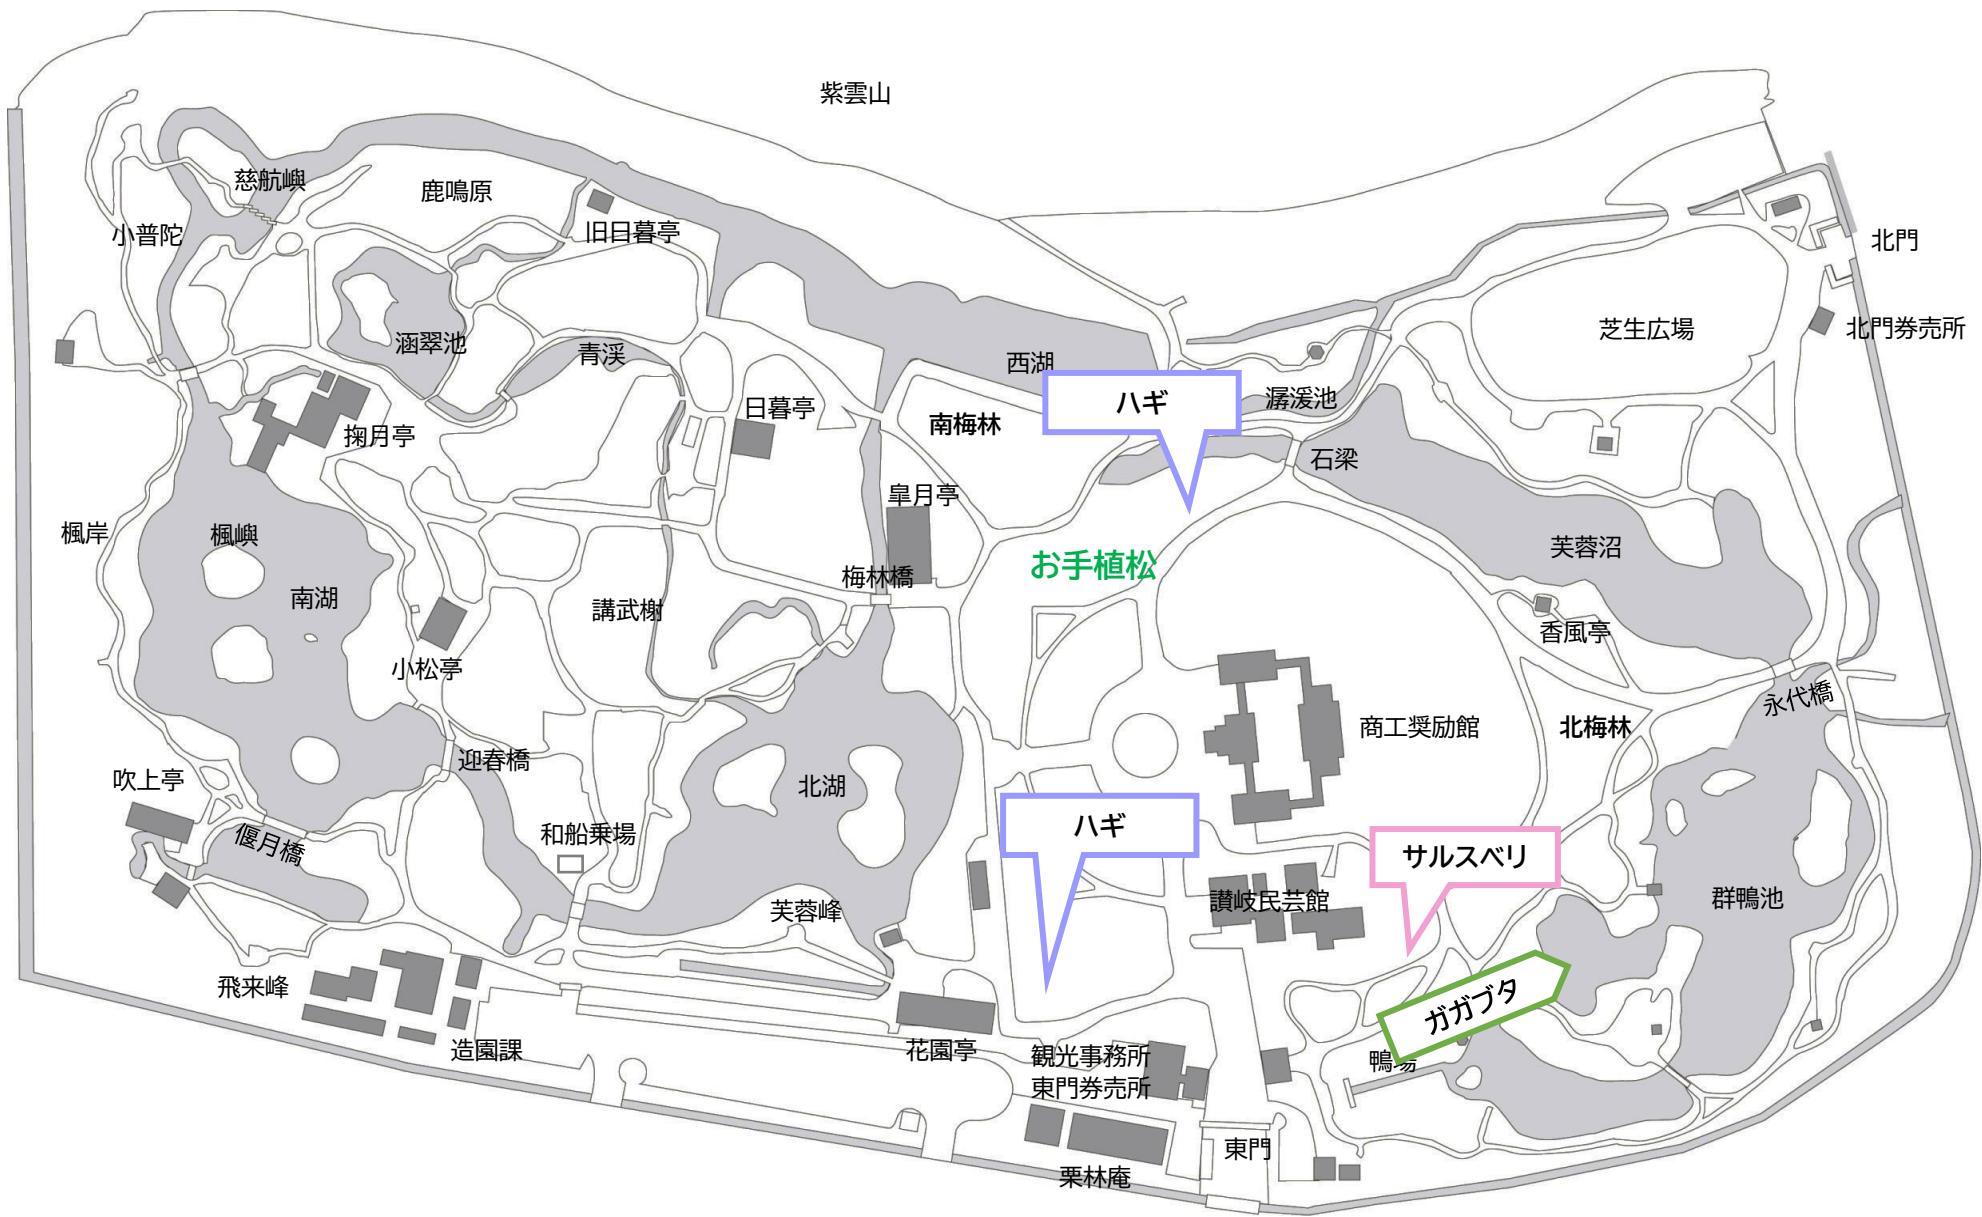 紫雲山
慈航嶼
鹿鳴原
小普陀
旧日暮亭
北門
涵翠池
青渓
西湖
芝生広場
北門券売所
ハギ
潺湲池
掬月亭
日暮亭
南梅林
石梁
皐月亭
楓岸
楓嶼
お手植松
芙蓉沼
南湖
講武榭
梅林橋
香風亭
小松亭
永代橋
商工奨励館
北梅林
迎春橋
吹上亭
北湖
偃月橋
和船乗場
ハギ
サルスベリ
讃岐民芸館
群鴨池
芙蓉峰
飛来峰
ガガブタ
造園課
花園亭
観光事務所
東門券売所
鴨場
東門
栗林庵